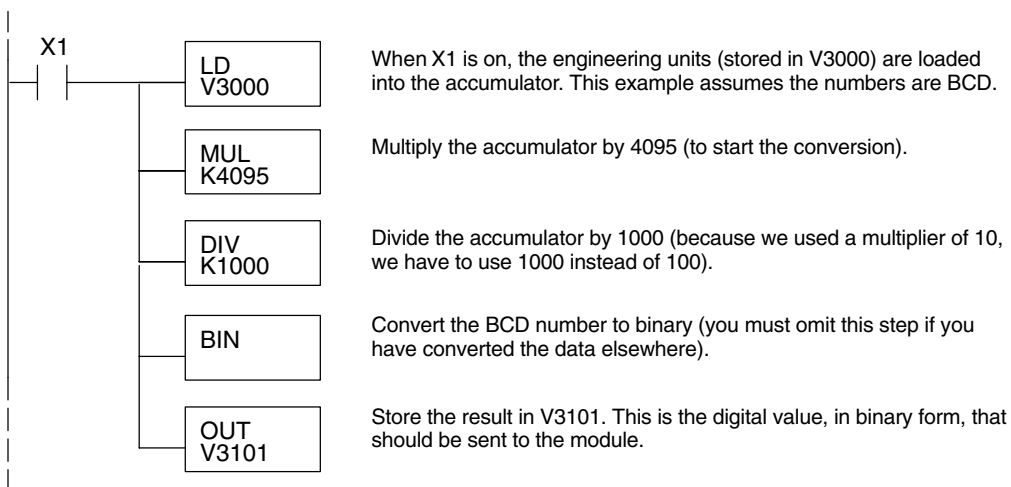 X1
LD
V3000
When X1 is on, the engineering units (stored in V3000) are loaded
into the accumulator. This example assumes the numbers are BCD.
MUL
K4095
Multiply the accumulator by 4095 (to start the conversion).
DIV
K1000
Divide the accumulator by 1000 (because we used a multiplier of 10,
we have to use 1000 instead of 100).
BIN
Convert the BCD number to binary (you must omit this step if you
have converted the data elsewhere).
OUT
V3101
Store the result in V3101. This is the digital value, in binary form, that
should be sent to the module.